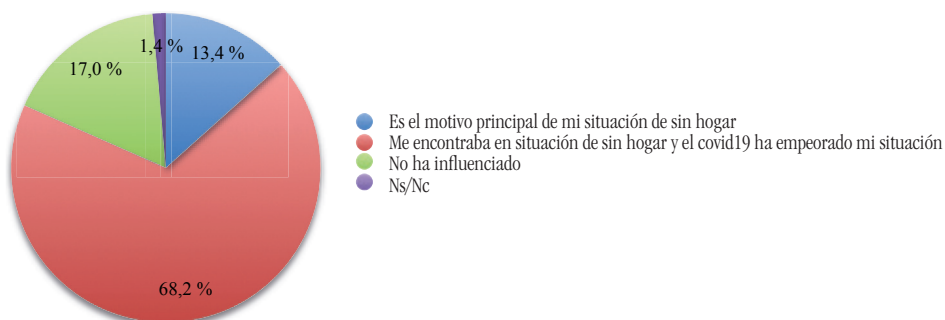 1,4 %
13,4 %
17,0 %
68,2 %
Es el motivo principal de mi situación de sin hogar
Me encontraba en situación de sin hogar y el covid19 ha empeorado mi situación
No ha influenciado
Ns/Nc